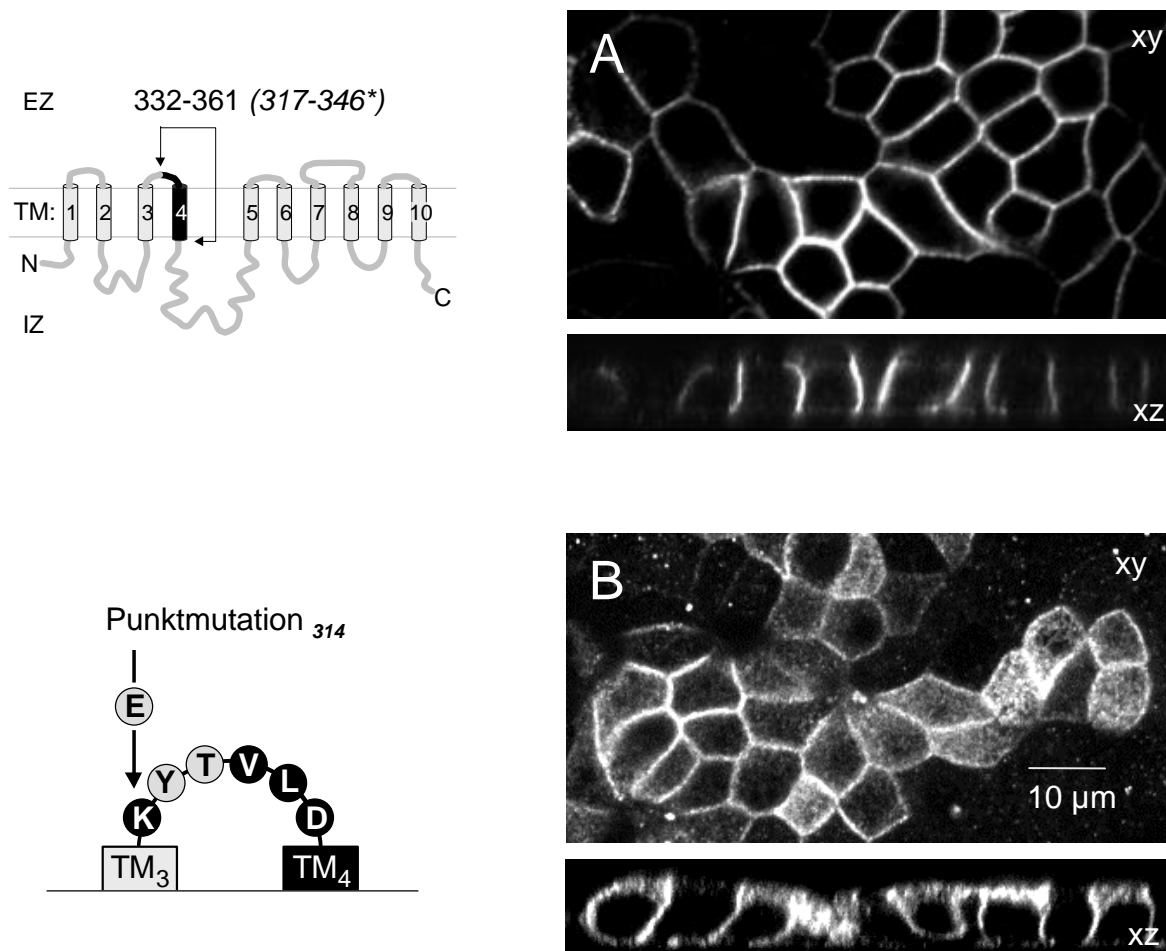 EZ
332-361 (317-346*)
TM: 1 2 3 4 5 6 7 8 9 10
N
C
IZ
A
xy
xz
Punktmutation 314
E
K Y T V L D
TM3
TM4
B
xy
10 µm
xz